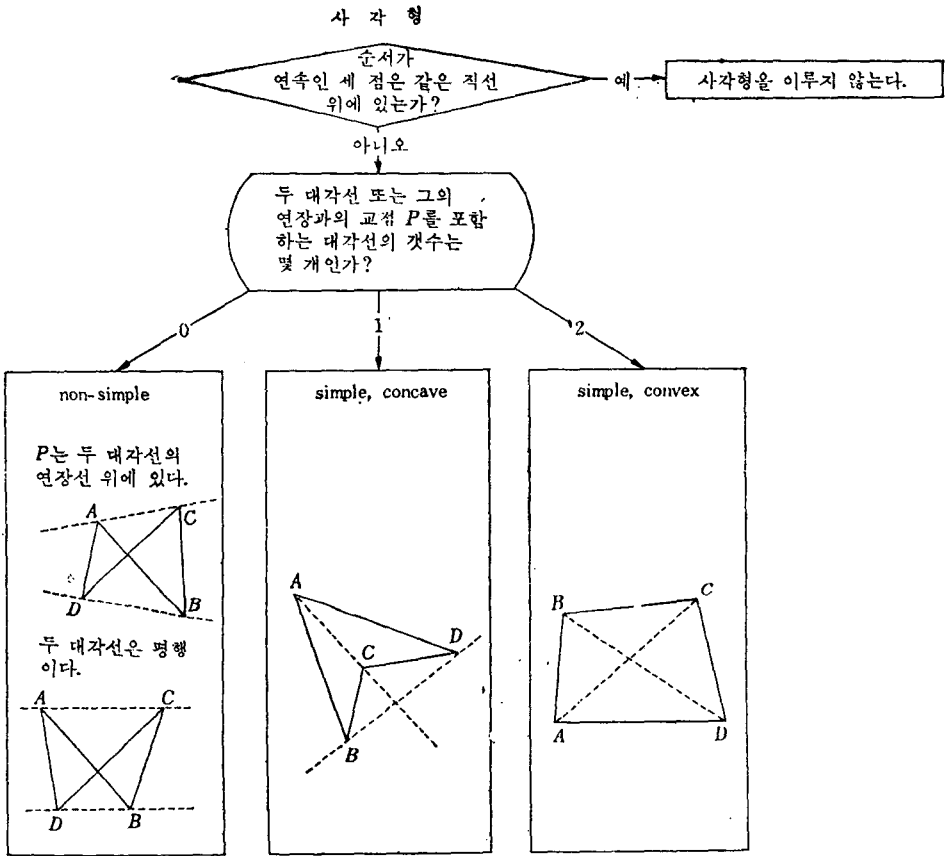 사 각 형
순서가
연속인 세 점은 같은 직선
위에 있는가?
예
사각형을 이루지 않는다.
아니오
두 대각선 또는 그의
연장과의 교점 P를 포함
하는 대각선의 갯수는
몇 개인가?
0
1
2
non-simple
P는 두 대각선의
연장선 위에 있다.
A
C
D
B
두 대각선은 평행
이다.
A
C
D
B
simple, concave
A
D
C
B
simple, convex
B
C
A
D